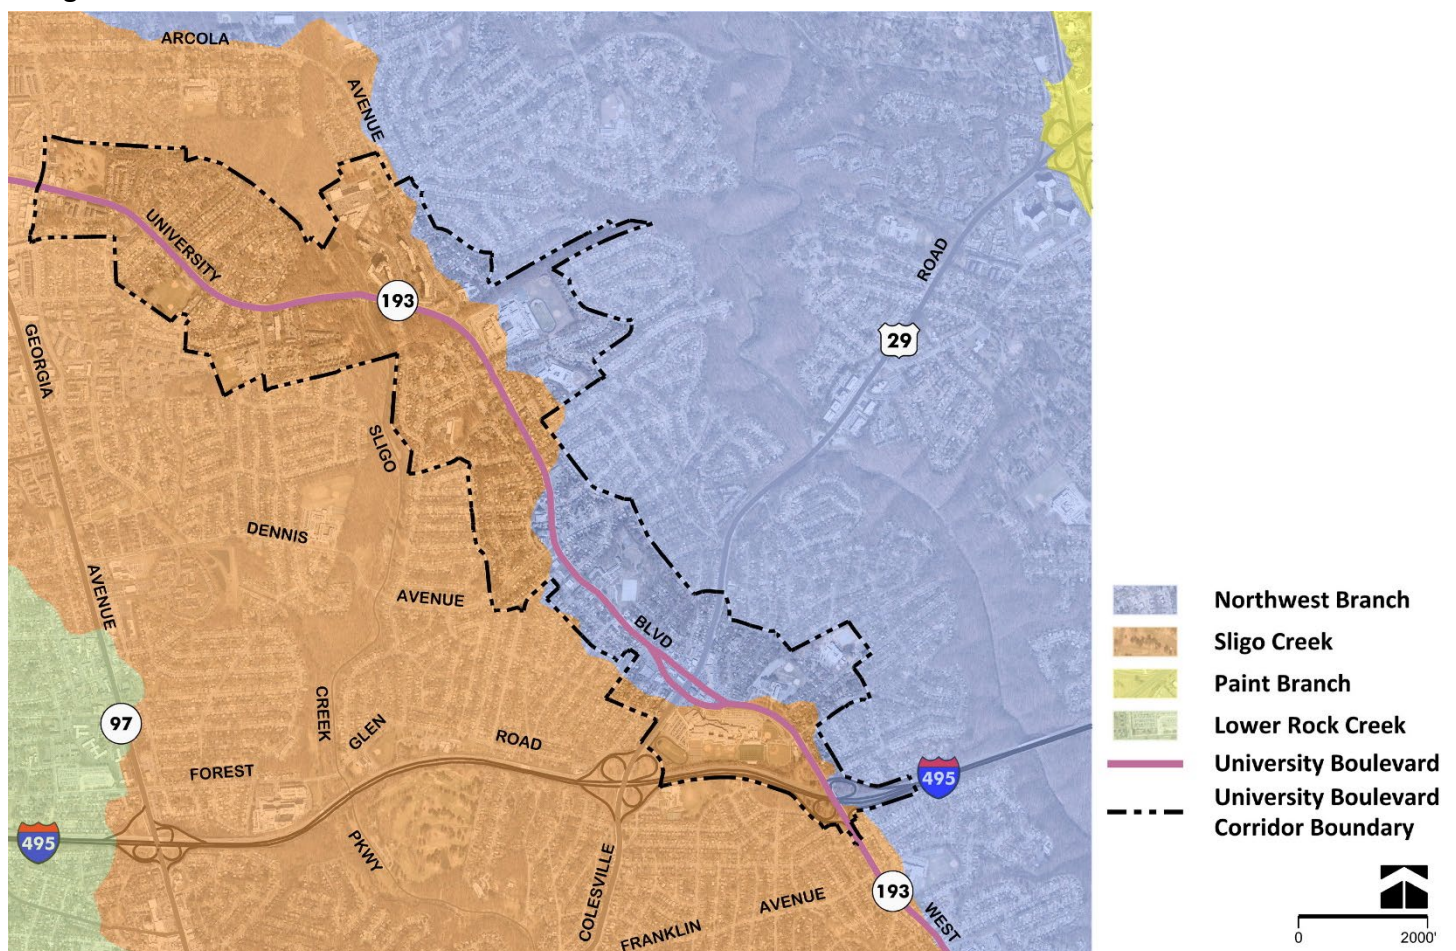 ARCOLA
AVENUE
UNIVERSITY
193
ROAD
29
GEORGIA
SLIGO
DENNIS
AVENUE
AVENUE
BLVD
CREEK
GLEN
ROAD
97
FOREST
495
495
PKWY
COLESVILLE
193
AVENUE
WEST
FRANKLIN
Northwest Branch
Sligo Creek
Paint Branch
Lower Rock Creek
University Boulevard
University Boulevard
Corridor Boundary
0 2000'